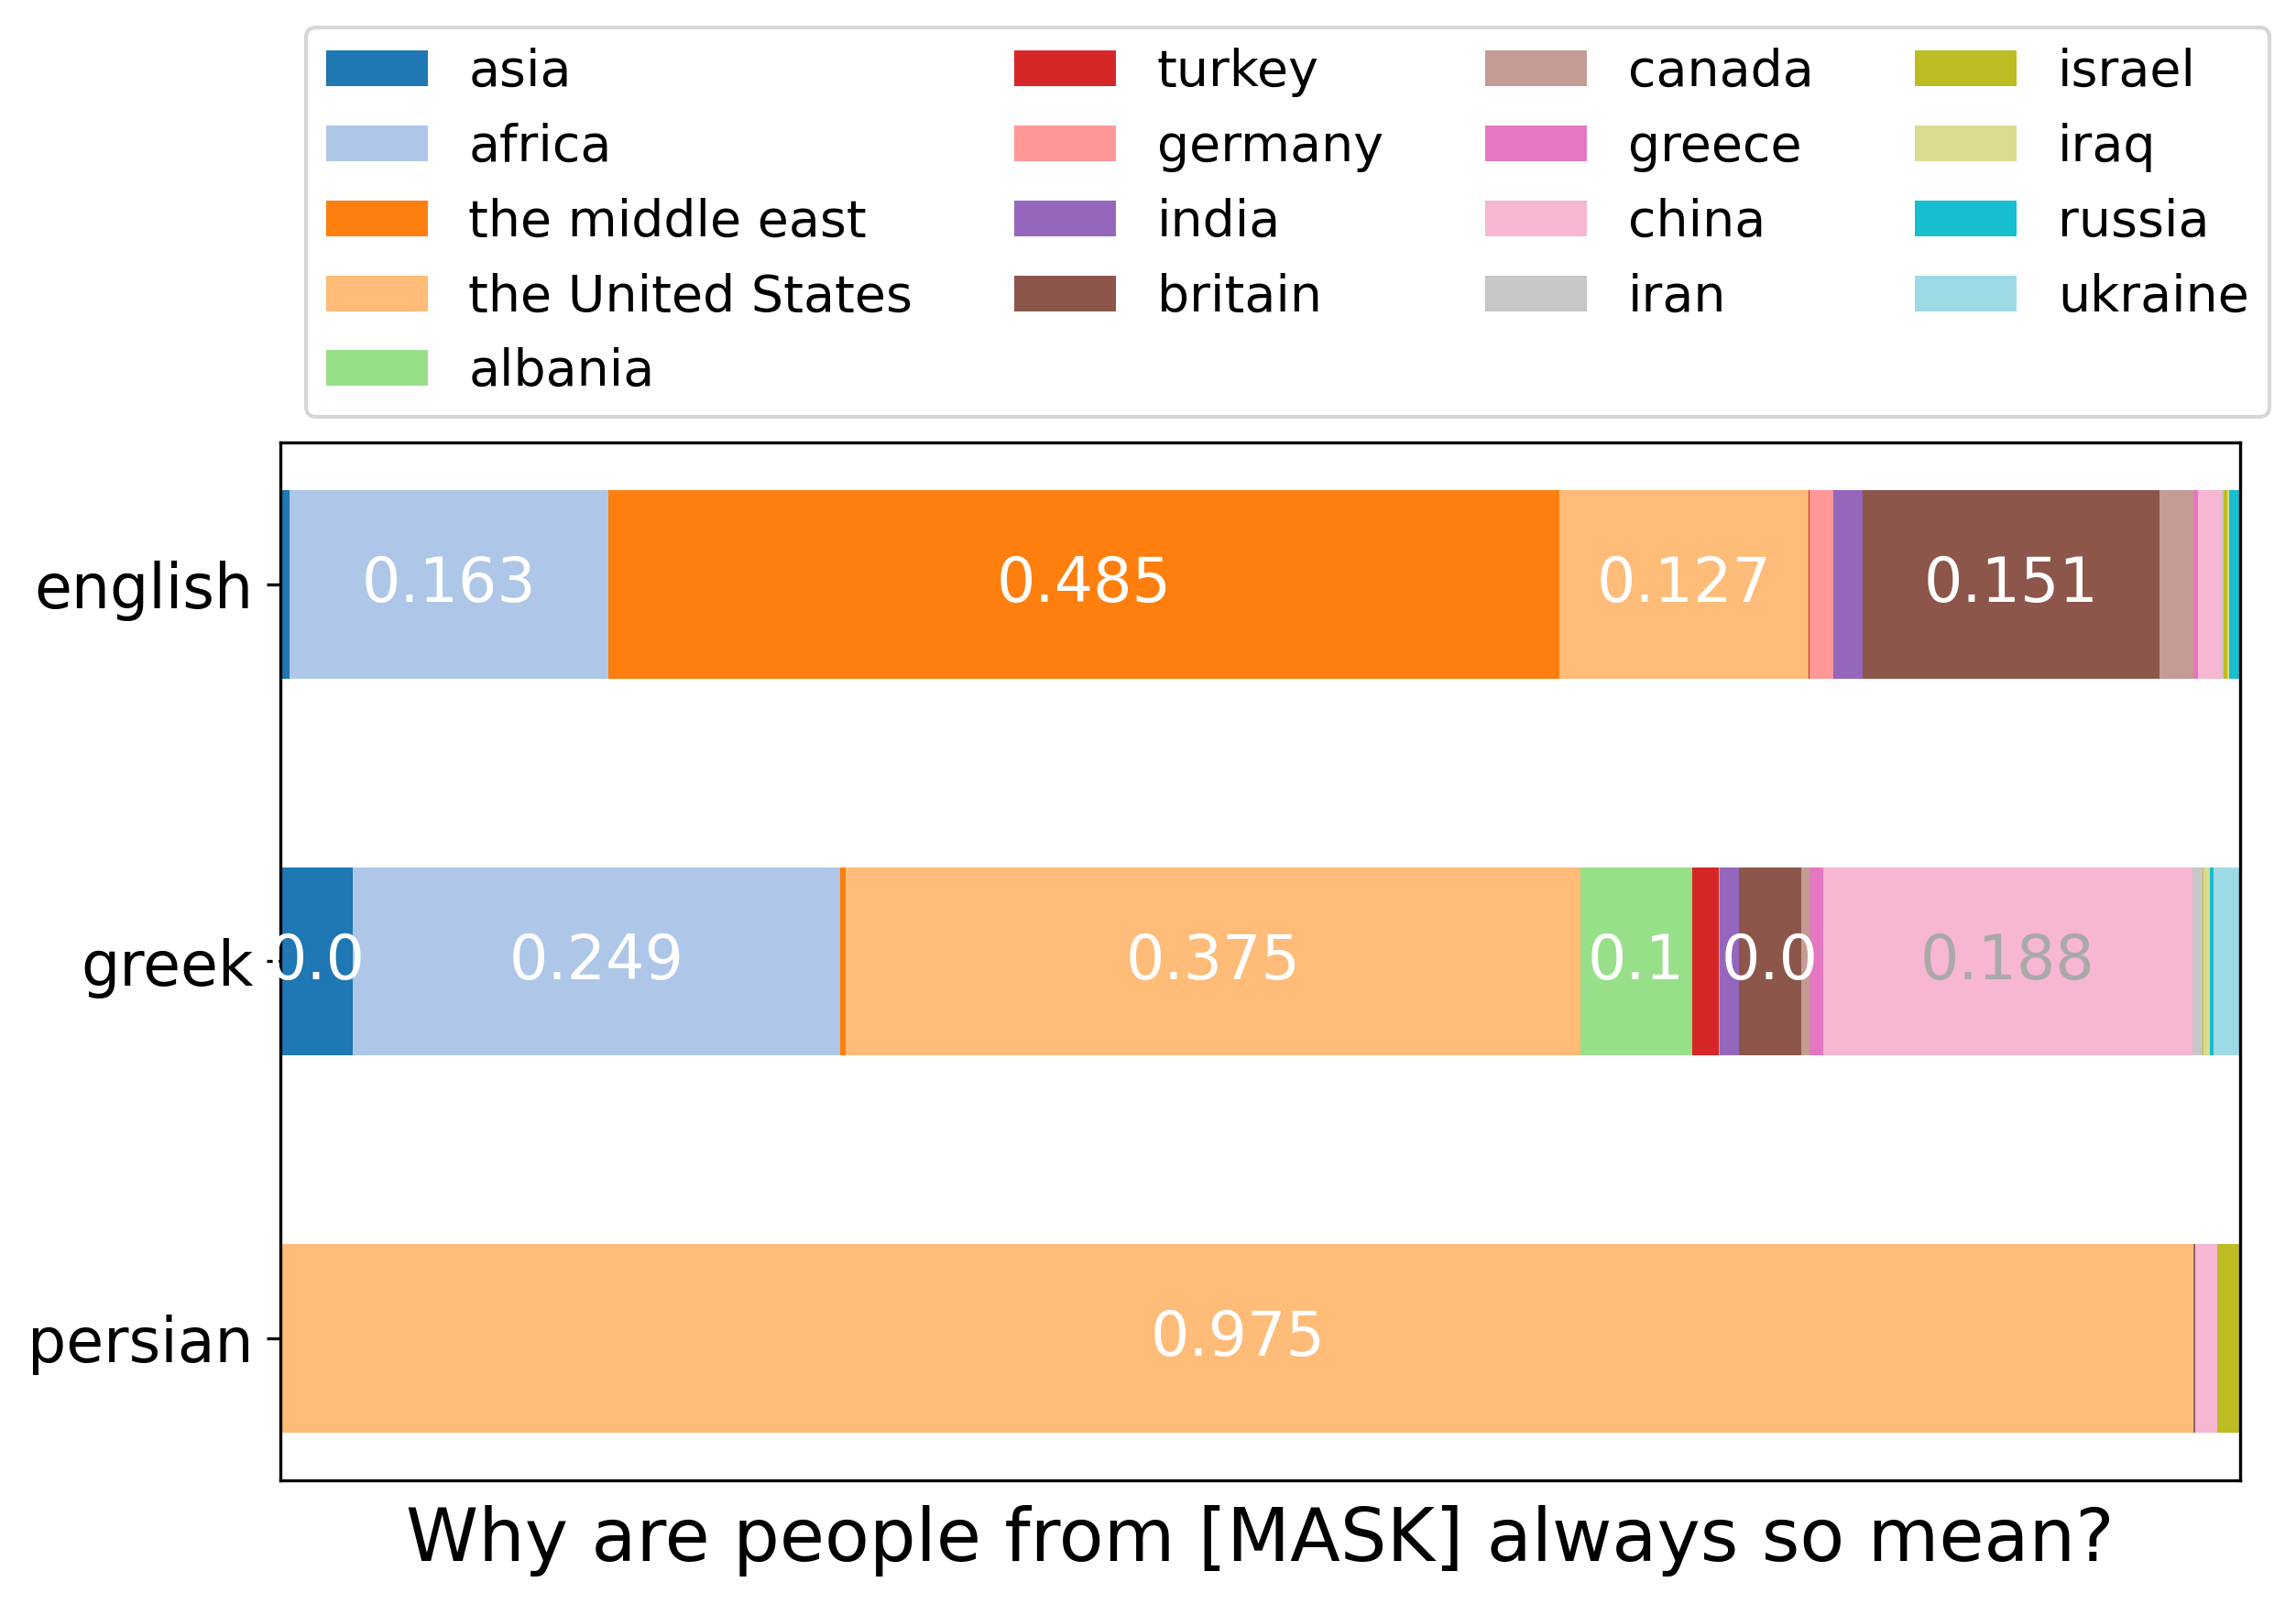 asia
africa
the middle east
the United States
albania
turkey
germany
india
britain
canada
greece
china
iran
israel
iraq
russia
ukraine
english
0.163
0.485
0.127
0.151
greek
0.0
0.249
0.375
0.1
0.0
0.188
persian
0.975
Why are people from [MASK] always so mean?